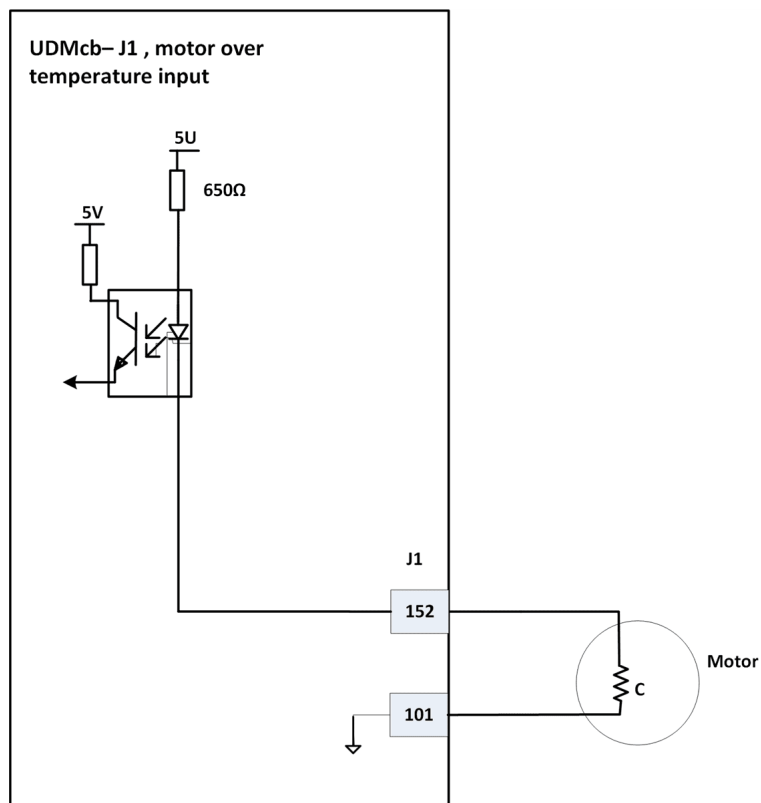 UDMcb– J1 , motor over
temperature input
5U
650Ω
5V
J1
152
Motor
C
101